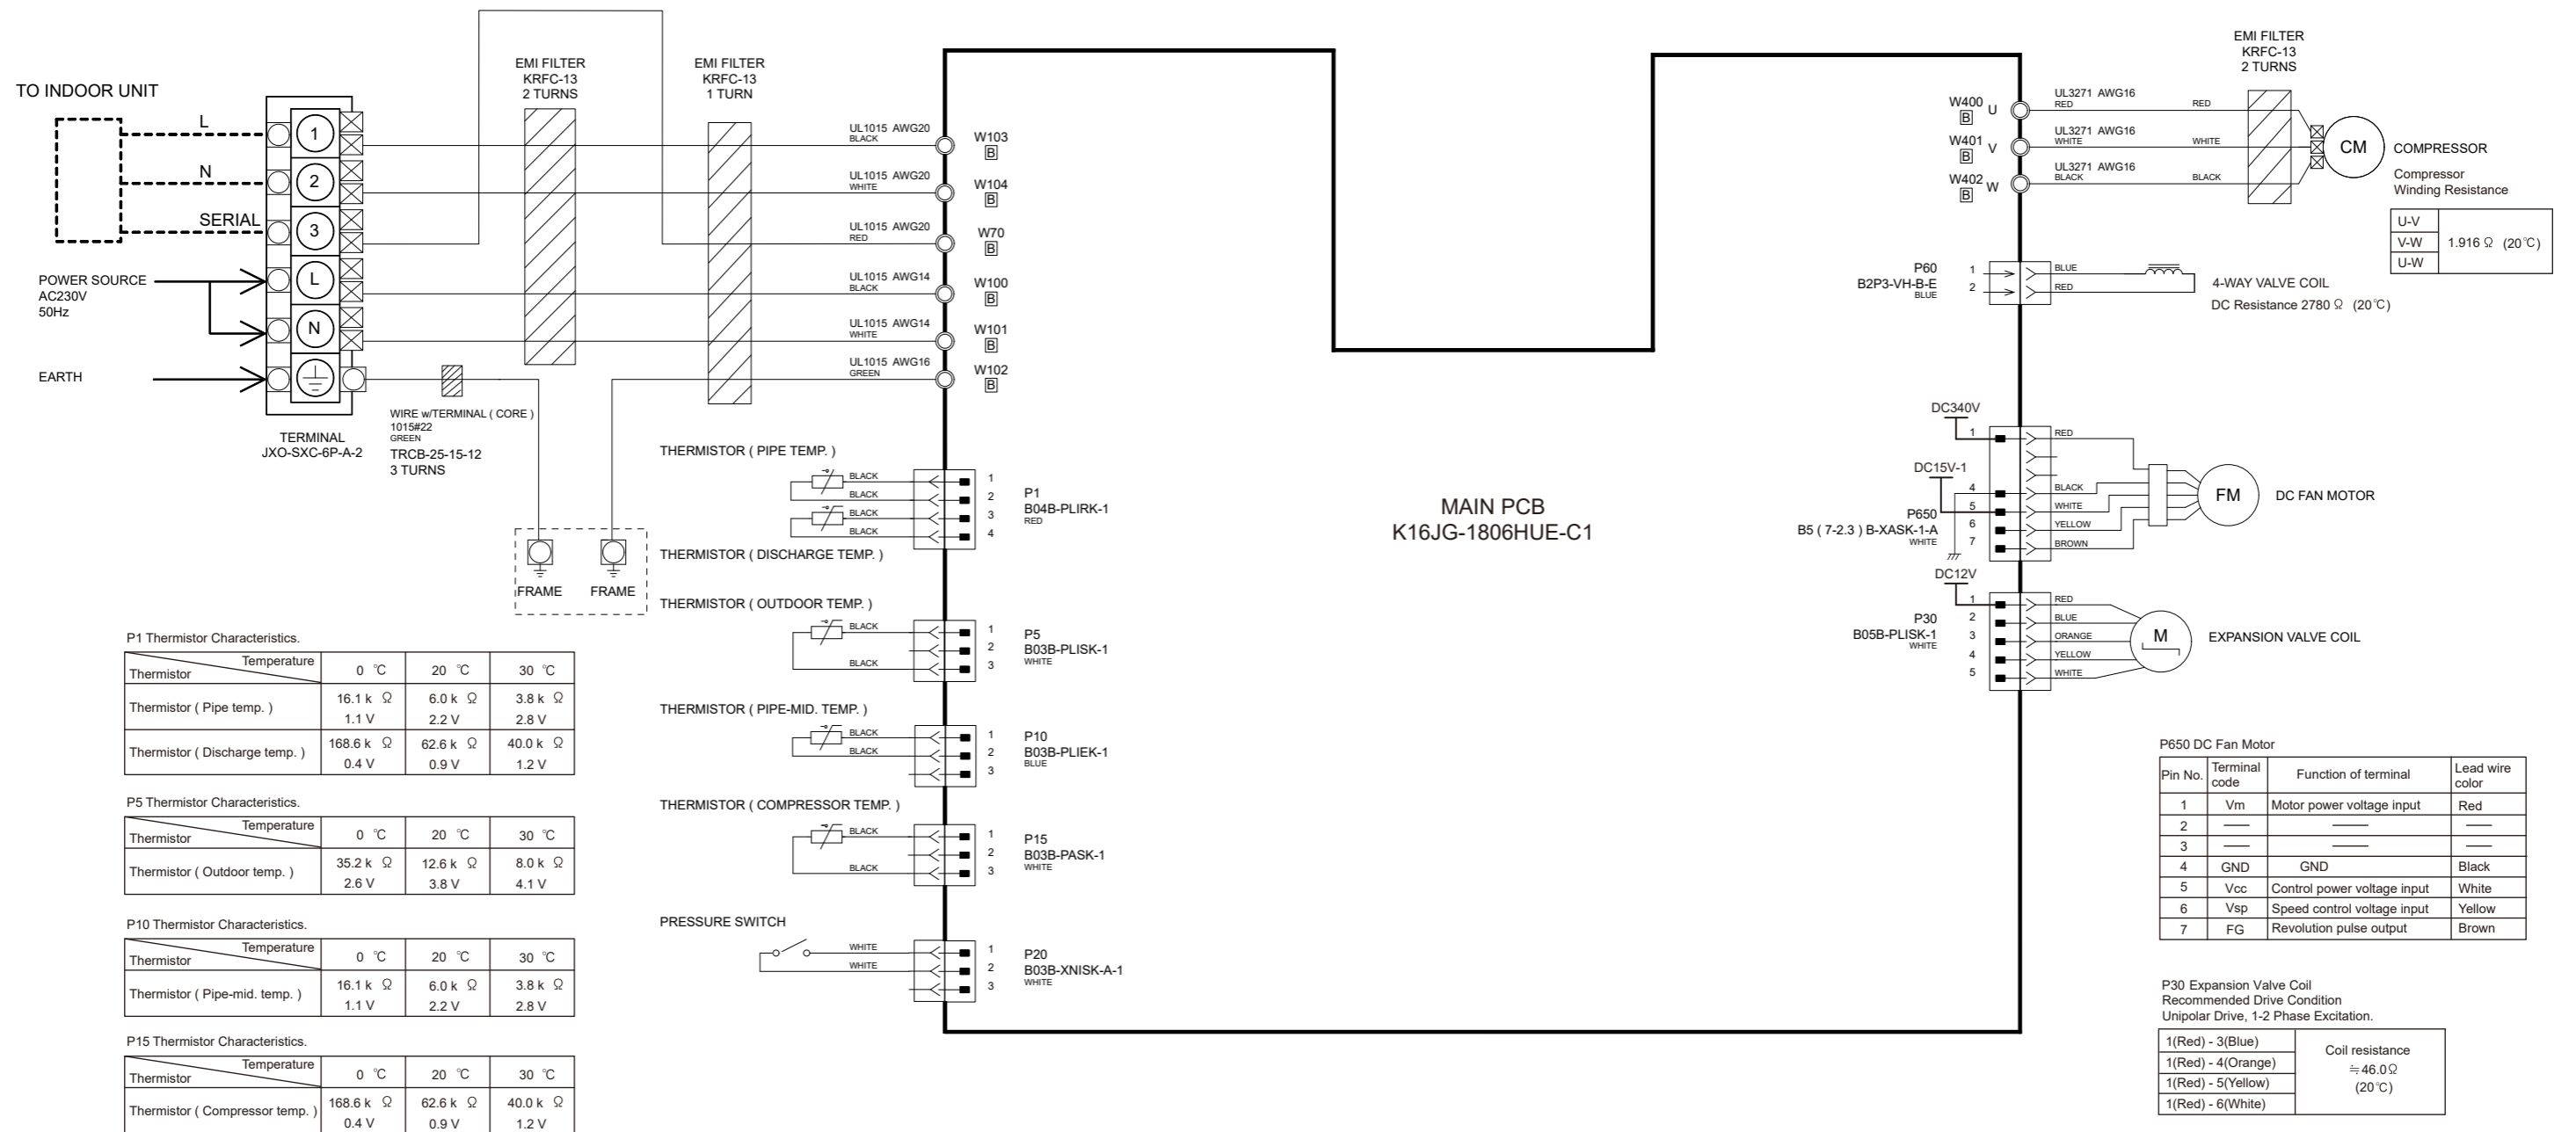 TO INDOOR UNIT
L
N
SERIAL
POWER SOURCE
AC230V
50Hz
EARTH
1
2
3
L
N
TERMINAL
JXO-SXC-6P-A-2
WIRE w/TERMINAL ( CORE )
1015#22
GREEN
TRCB-25-15-12
3 TURNS
EMI FILTER
KRFC-13
2 TURNS
EMI FILTER
KRFC-13
1 TURN
FRAME
FRAME
UL1015 AWG20
BLACK
W103
B
UL1015 AWG20
WHITE
W104
B
UL1015 AWG20
RED
W70
B
UL1015 AWG14
BLACK
W100
B
UL1015 AWG14
WHITE
W101
B
UL1015 AWG16
GREEN
W102
B
THERMISTOR ( PIPE TEMP. )
BLACK
BLACK
BLACK
BLACK
1
2
3
4
P1
B04B-PLIRK-1
RED
THERMISTOR ( DISCHARGE TEMP. )
THERMISTOR ( OUTDOOR TEMP. )
BLACK
BLACK
1
2
3
P5
B03B-PLISK-1
WHITE
THERMISTOR ( PIPE-MID. TEMP. )
BLACK
BLACK
1
2
3
P10
B03B-PLIEK-1
BLUE
THERMISTOR ( COMPRESSOR TEMP. )
BLACK
BLACK
1
2
3
P15
B03B-PASK-1
WHITE
PRESSURE SWITCH
WHITE
WHITE
1
2
3
P20
B03B-XNISK-A-1
WHITE
MAIN PCB
K16JG-1806HUE-C1
EMI FILTER
KRFC-13
2 TURNS
W400
B
U
UL3271 AWG16
RED
RED
W401
B
V
UL3271 AWG16
WHITE
WHITE
W402
B
W
UL3271 AWG16
BLACK
BLACK
CM
COMPRESSOR
Compressor
Winding Resistance
U-V
V-W
U-W
1.916 Ω (20℃)
P60
B2P3-VH-B-E
BLUE
1
2
BLUE
RED
4-WAY VALVE COIL
DC Resistance 2780 Ω (20℃)
DC340V
DC15V-1
P650
B5 ( 7-2.3 ) B-XASK-1-A
WHITE
1
4
5
6
7
RED
BLACK
WHITE
YELLOW
BROWN
FM
DC FAN MOTOR
DC12V
P30
B05B-PLISK-1
WHITE
1
2
3
4
5
RED
BLUE
ORANGE
YELLOW
WHITE
M
EXPANSION VALVE COIL
P1 Thermistor Characteristics.
Temperature
Thermistor
0 ℃ 20 ℃ 30 ℃
Thermistor ( Pipe temp. )
16.1 k Ω 6.0 k Ω 3.8 k Ω
1.1 V 2.2 V 2.8 V
Thermistor ( Discharge temp. )
168.6 k Ω 62.6 k Ω 40.0 k Ω
0.4 V 0.9 V 1.2 V
P5 Thermistor Characteristics.
Temperature
Thermistor
0 ℃ 20 ℃ 30 ℃
Thermistor ( Outdoor temp. )
35.2 k Ω 12.6 k Ω 8.0 k Ω
2.6 V 3.8 V 4.1 V
P10 Thermistor Characteristics.
Temperature
Thermistor
0 ℃ 20 ℃ 30 ℃
Thermistor ( Pipe-mid. temp. )
16.1 k Ω 6.0 k Ω 3.8 k Ω
1.1 V 2.2 V 2.8 V
P15 Thermistor Characteristics.
Temperature
Thermistor
0 ℃ 20 ℃ 30 ℃
Thermistor ( Compressor temp. )
168.6 k Ω 62.6 k Ω 40.0 k Ω
0.4 V 0.9 V 1.2 V
P650 DC Fan Motor
Pin No. Terminal code Function of terminal Lead wire color
1 Vm Motor power voltage input Red
2 — — —
3 — — —
4 GND GND Black
5 Vcc Control power voltage input White
6 Vsp Speed control voltage input Yellow
7 FG Revolution pulse output Brown
P30 Expansion Valve Coil
Recommended Drive Condition
Unipolar Drive, 1-2 Phase Excitation.
1(Red) - 3(Blue)
1(Red) - 4(Orange)
1(Red) - 5(Yellow)
1(Red) - 6(White)
Coil resistance
≒46.0Ω
(20℃)